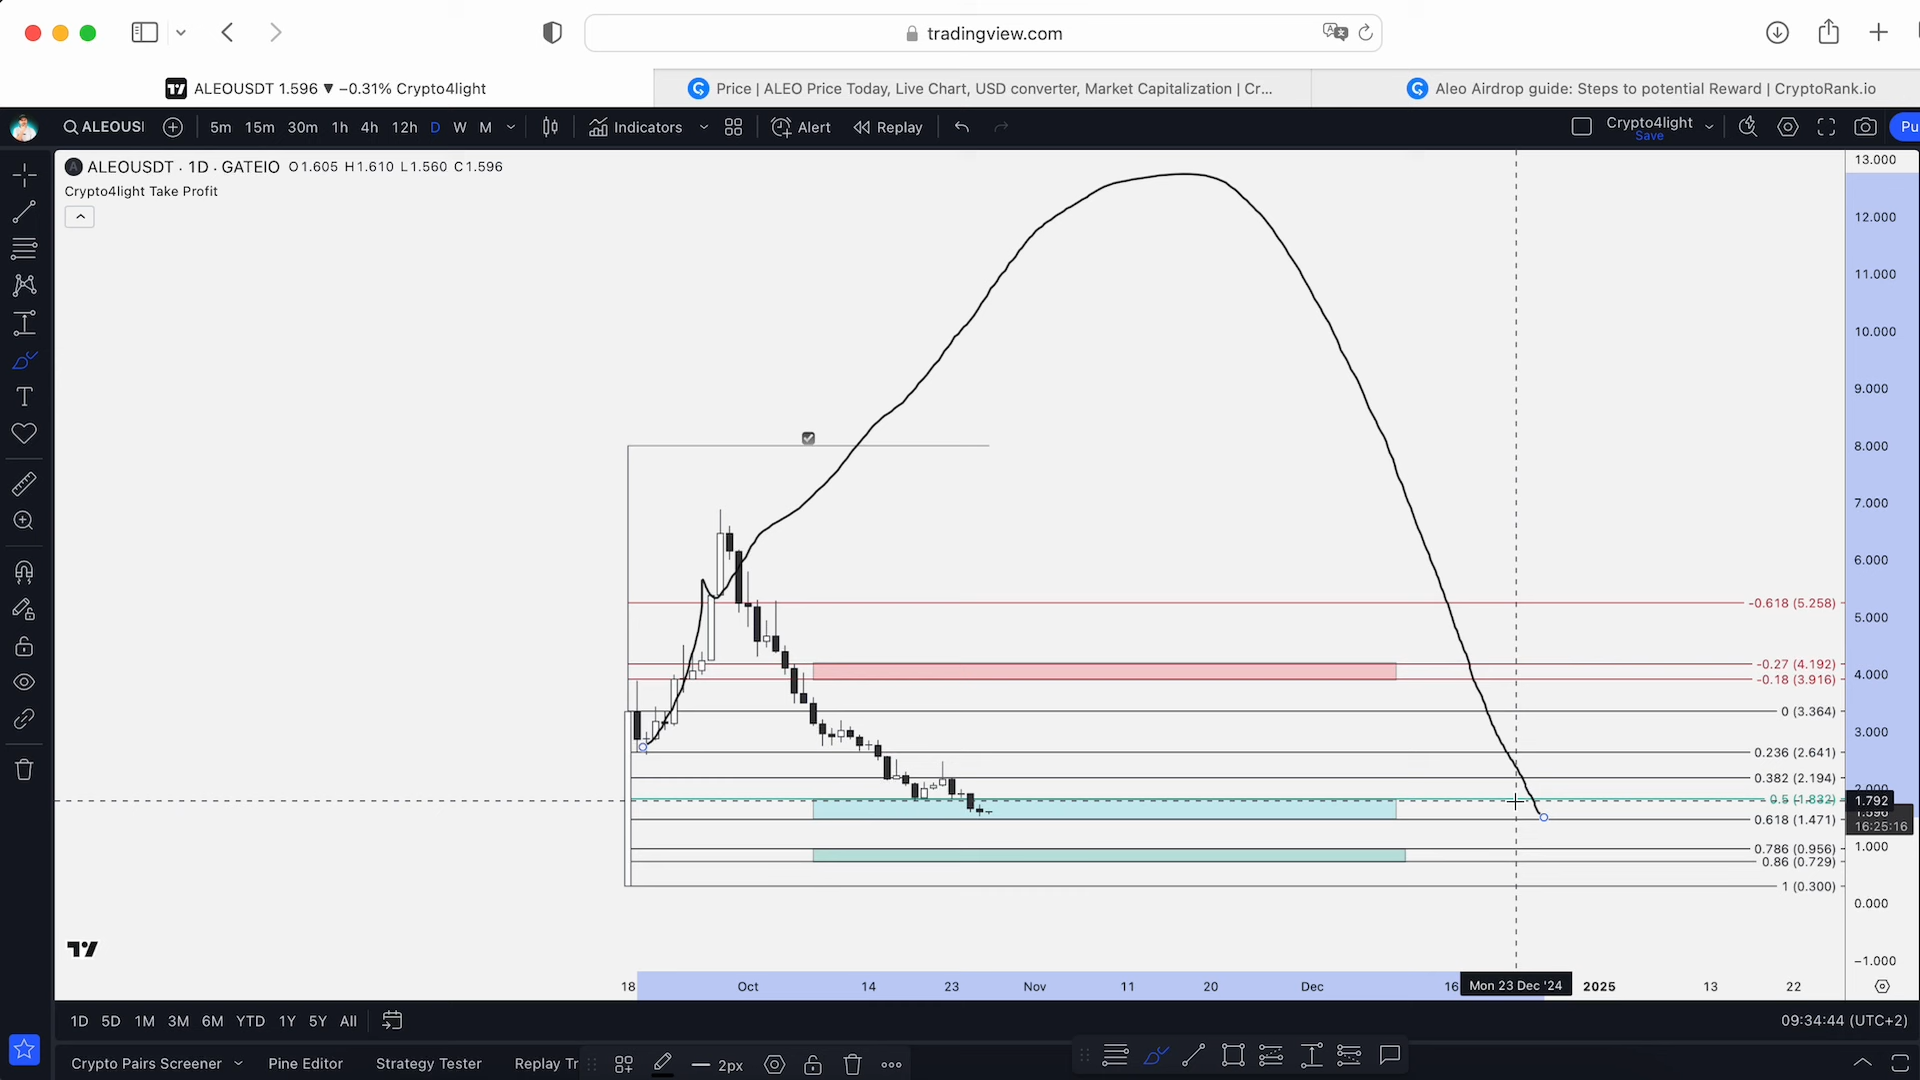 tradingview.com
ALEOUSDT 1.596 ▼ −0.31% Crypto4light
Price | ALEO Price Today, Live Chart, USD converter, Market Capitalization | Cr...
Aleo Airdrop guide: Steps to potential Reward | CryptoRank.io
ALEOUS
5m 15m 30m 1h 4h 12h D W M
Indicators
Alert
Replay
Crypto4light
Save
Pu
ALEOUSDT · 1D · GATEIO O1.605 H1.610 L1.560 C1.596
Crypto4light Take Profit
13.000
12.000
11.000
10.000
9.000
8.000
7.000
6.000
5.000
4.000
3.000
1.792
16:25:16
1.000
0.000
−1.000
-0.618 (5.258)
-0.27 (4.192)
-0.18 (3.916)
0 (3.364)
0.236 (2.641)
0.382 (2.194)
0.5 (1.832)
0.618 (1.471)
0.786 (0.956)
0.86 (0.729)
1 (0.300)
18 Oct 14 23 Nov 11 20 Dec 16 Mon 23 Dec '24 2025 13 22
1D 5D 1M 3M 6M YTD 1Y 5Y All
09:34:44 (UTC+2)
Crypto Pairs Screener Pine Editor Strategy Tester Replay Tr
2px